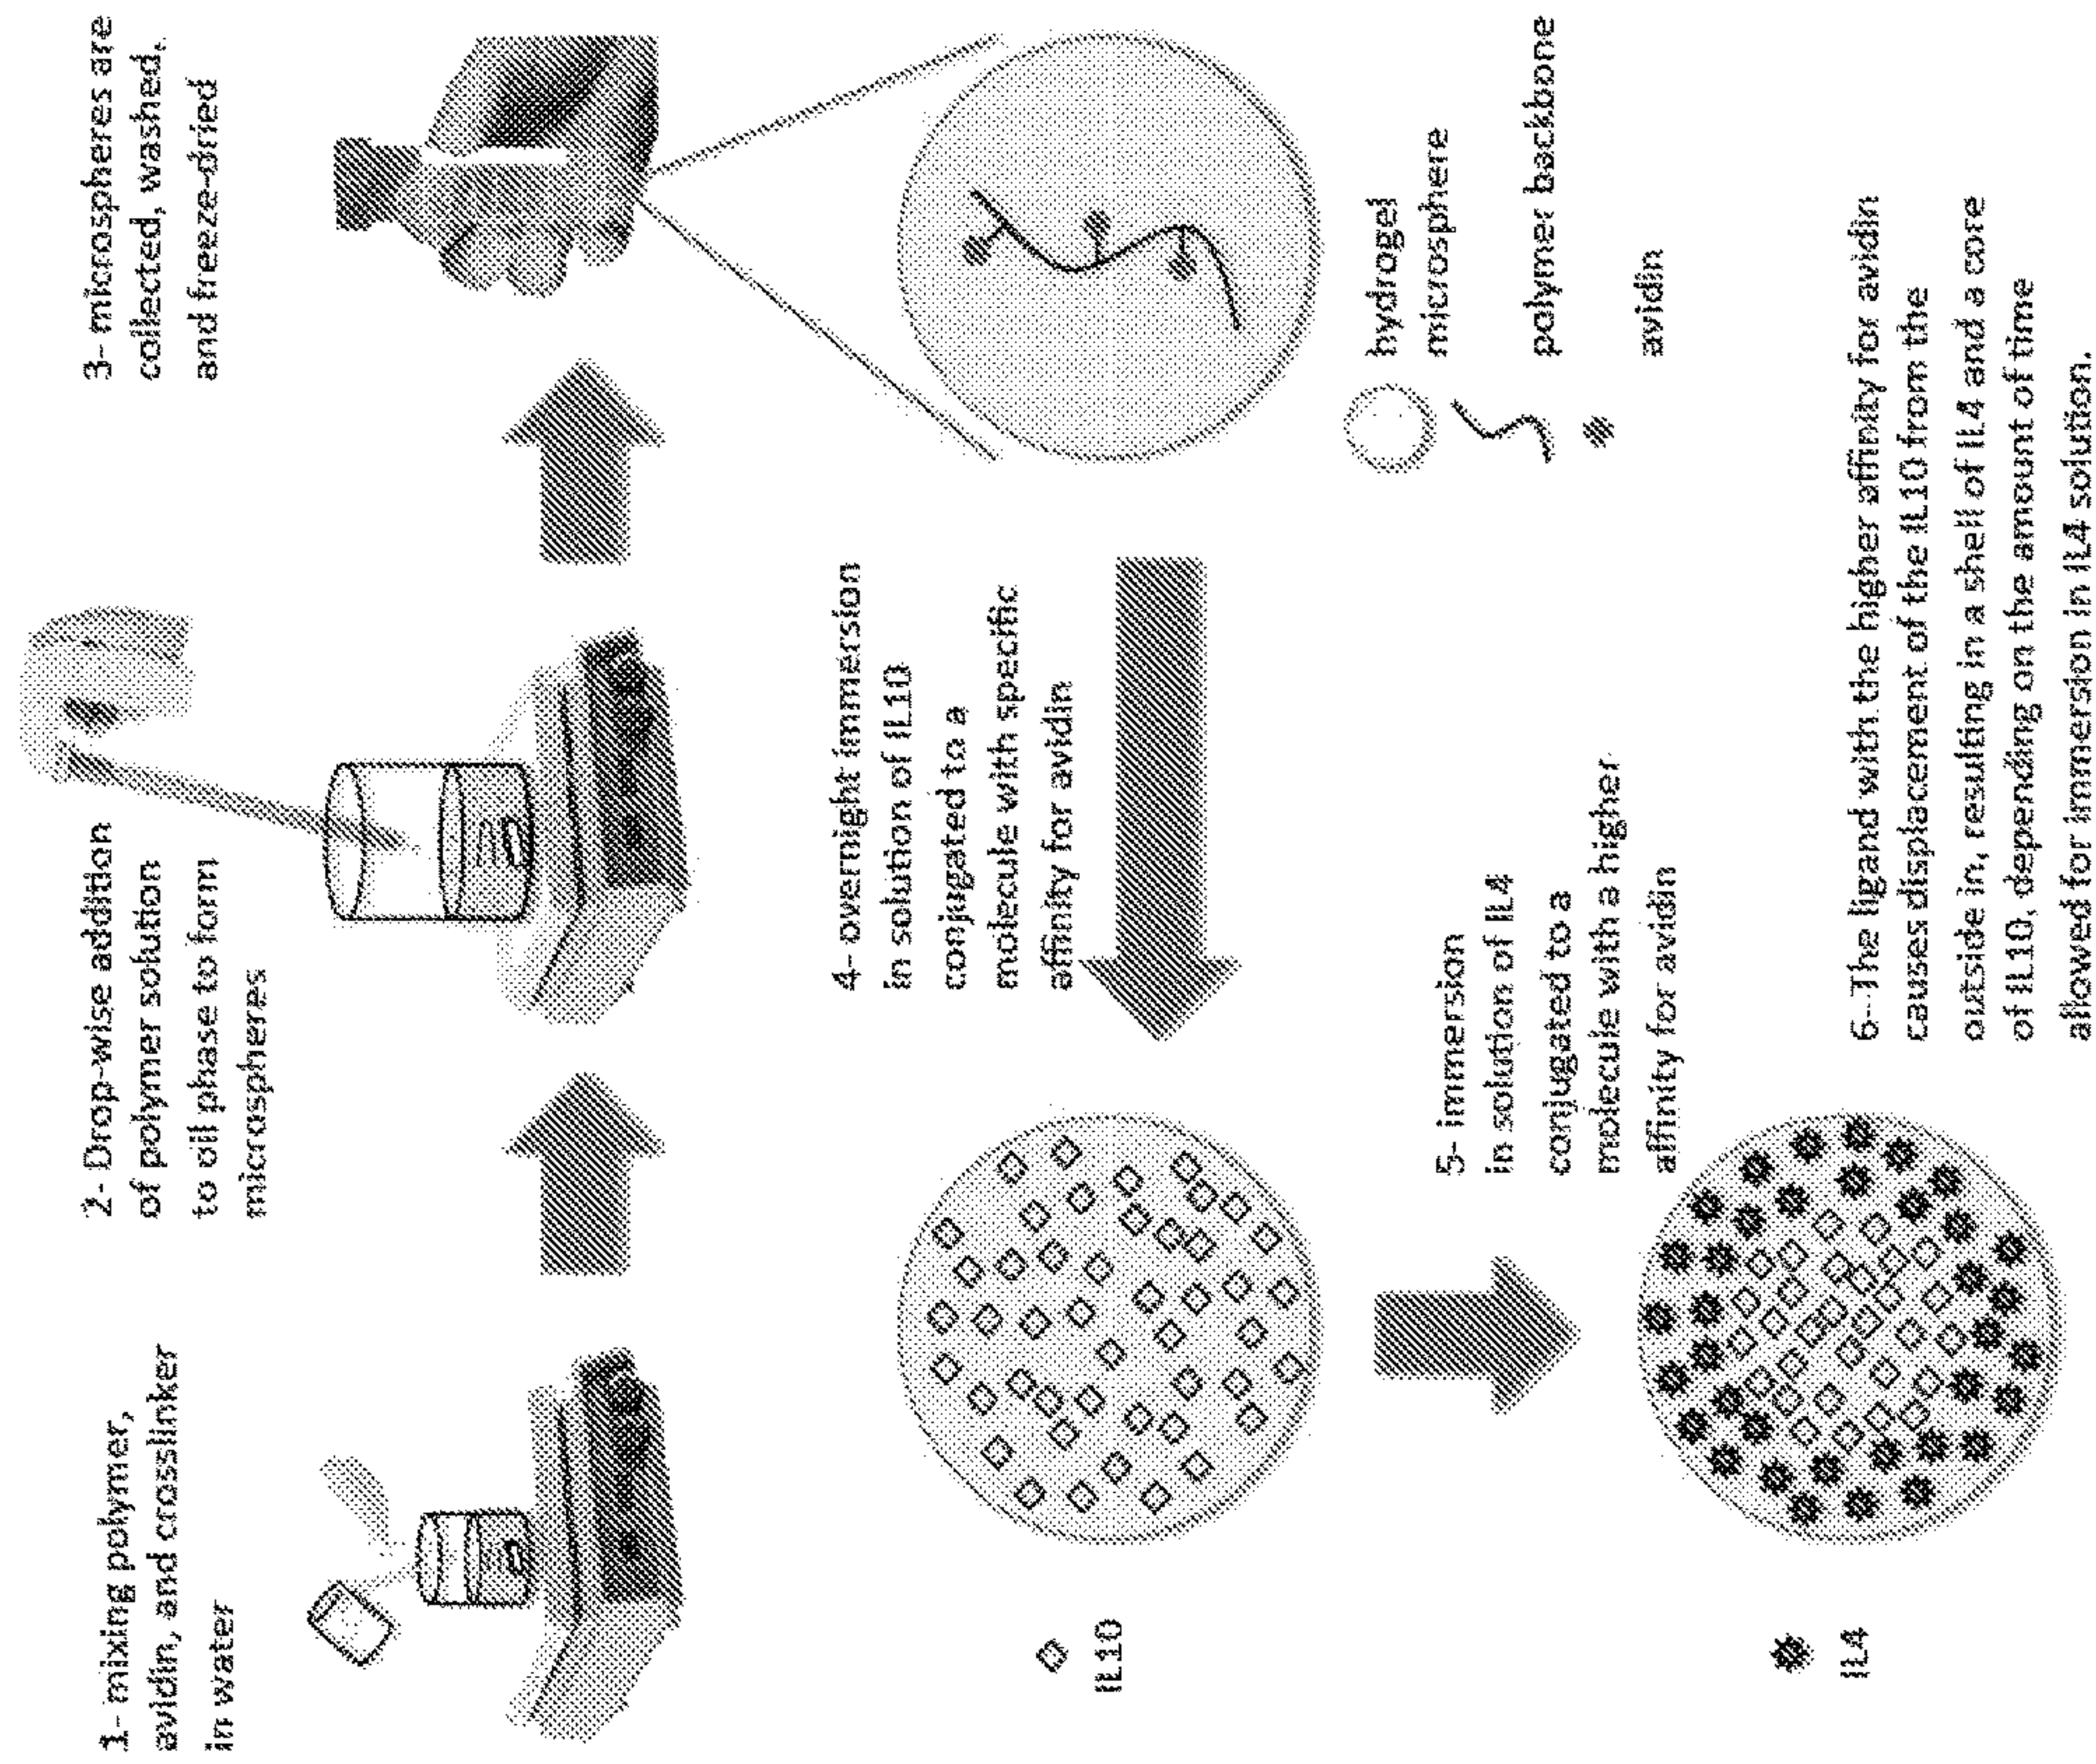 1- mixing polymer,
avidin, and crosslinker
in water
2- Drop-wise addition
of polymer solution
to oil phase to form
microspheres
3- microspheres are
collected, washed,
and freeze-dried
4- overnight immersion
in solution of IL10
conjugated to a
molecule with specific
affinity for avidin
hydrogel
microsphere
polymer backbone
avidin
IL10
5- immersion
in solution of IL4
conjugated to a
molecule with a higher
affinity for avidin
IL4
6- The ligand with the higher affinity for avidin
causes displacement of the IL10 from the
outside in, resulting in a shell of IL4 and a core
of IL10, depending on the amount of time
allowed for immersion in IL4 solution.